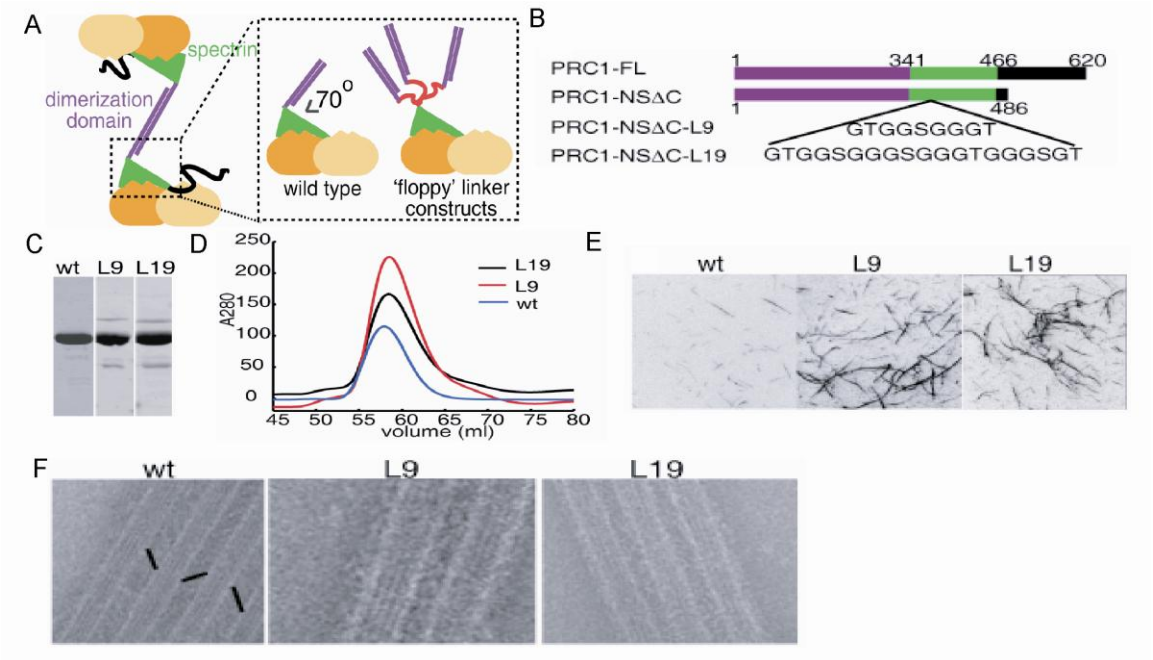 A
spectrin
dimerization
domain
70o
wild type
'floppy' linker
constructs
B
1 341 466 620
PRC1-FL
PRC1-NSΔC
1 486
PRC1-NSΔC-L9 GTGGSGGGT
PRC1-NSΔC-L19 GTGGSGGGSGGGTGGGSGT
C
wt L9 L19
D
250
200
150
100
50
0
A280
L19
L9
wt
45 50 55 60 65 70 75 80
volume (ml)
E
wt L9 L19
F
wt L9 L19